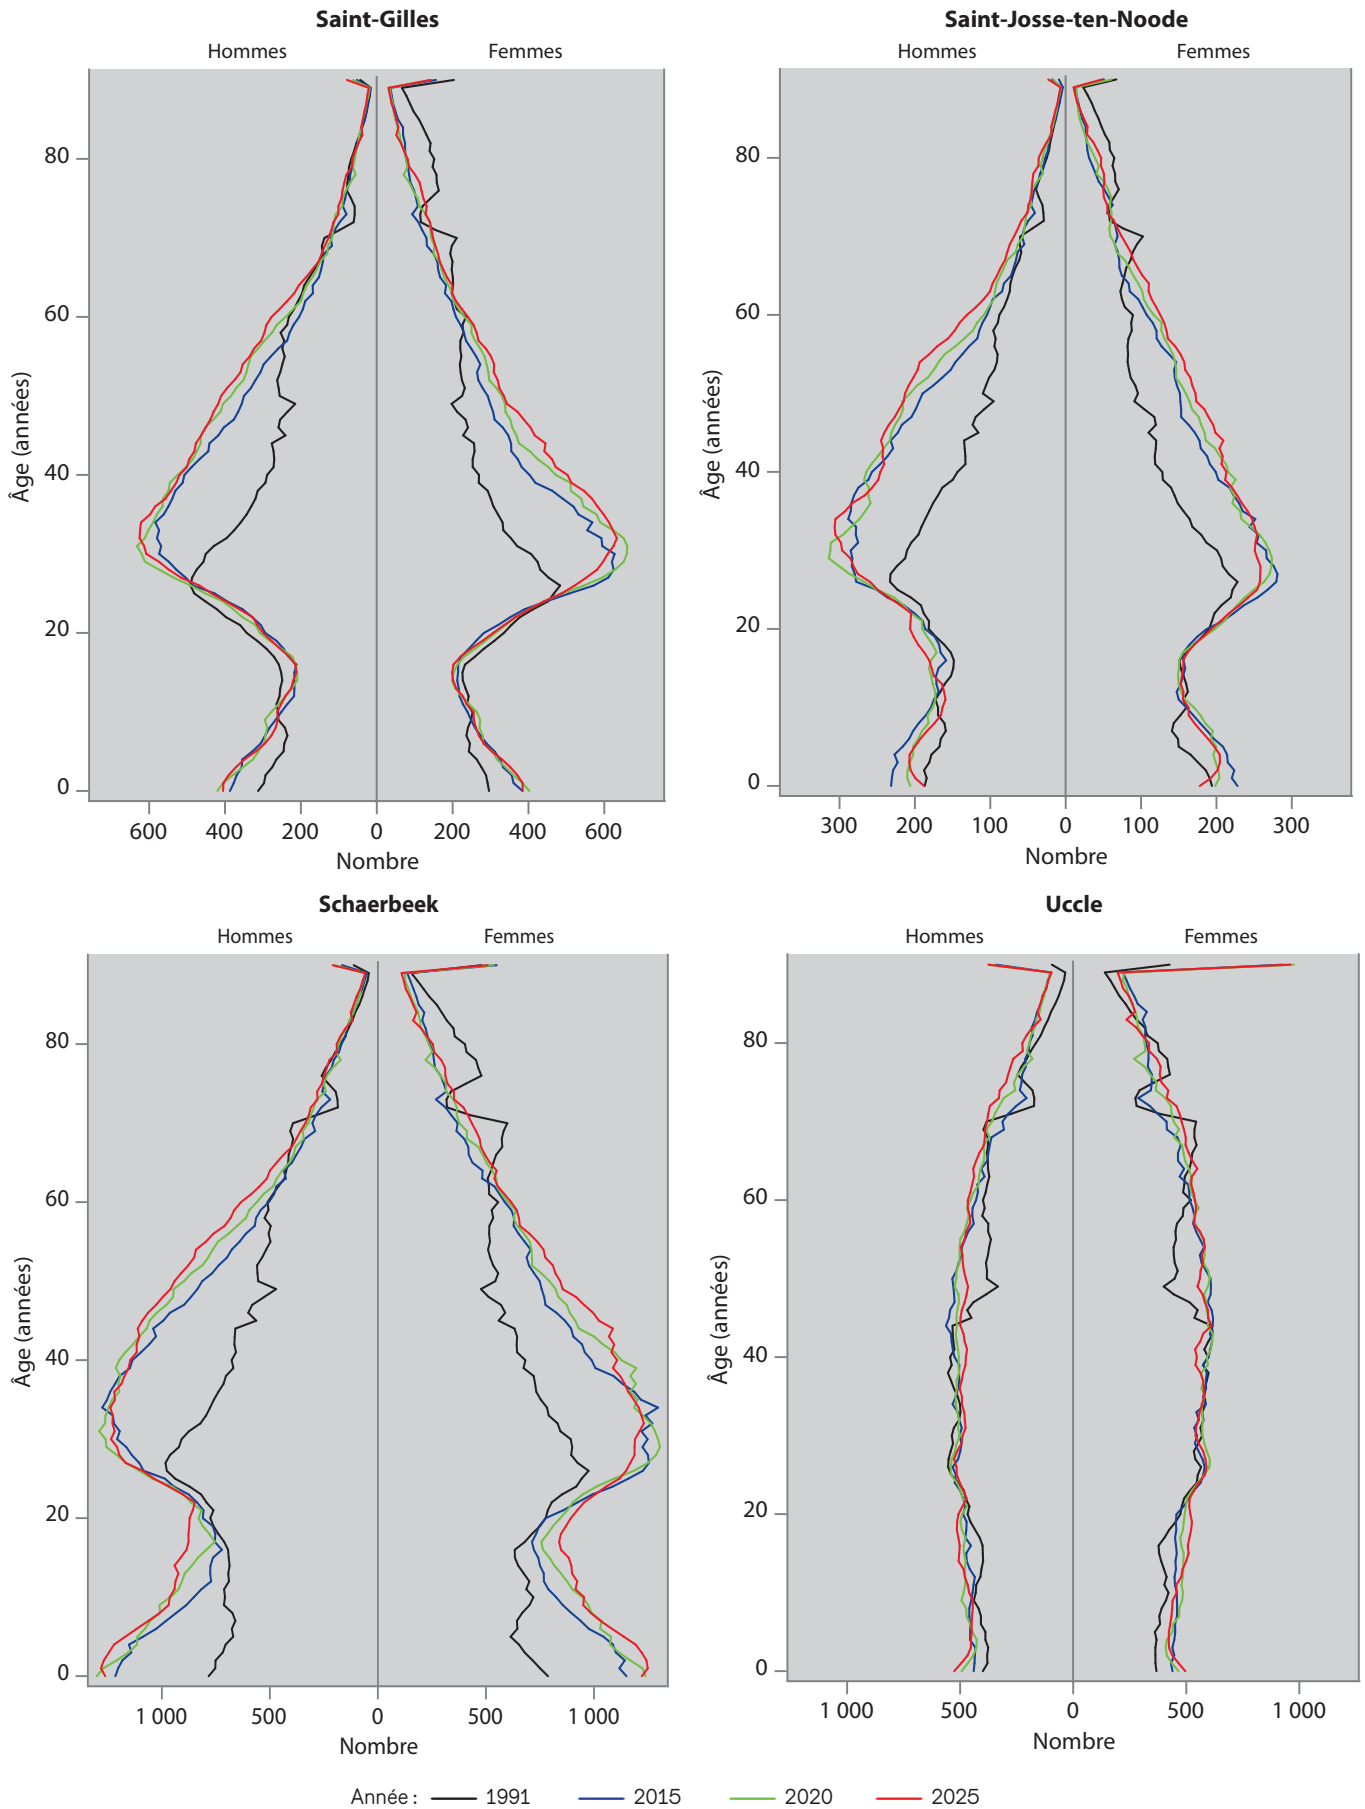 Saint-Gilles
Hommes Femmes
Âge (années)
80
60
40
20
0
600 400 200 0 200 400 600
Nombre
Saint-Josse-ten-Noode
Hommes Femmes
Âge (années)
80
60
40
20
0
300 200 100 0 100 200 300
Nombre
Schaerbeek
Hommes Femmes
Âge (années)
80
60
40
20
0
1 000 500 0 500 1 000
Nombre
Uccle
Hommes Femmes
Âge (années)
80
60
40
20
0
1 000 500 0 500 1 000
Nombre
Année : 1991 2015 2020 2025